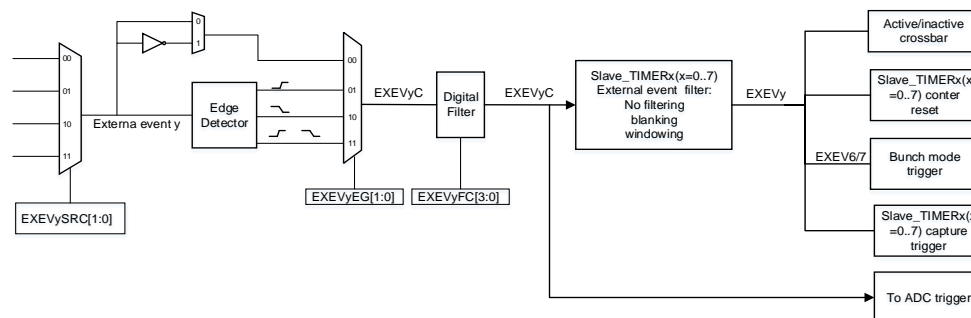 00
01
10
11
Externa event y
EXEVySRC[1:0]
0
1
Edge
Detector
00
01
10
11
EXEVyEG[1:0]
EXEVyC
Digital
Filter
EXEVyFC[3:0]
EXEVyC
Slave_TIMERx(x=0..7)
External event filter:
No filtering
blanking
windowing
EXEVy
EXEV6/7
Active/inactive
crossbar
Slave_TIMERx(x
=0..7) conter
reset
Bunch mode
trigger
Slave_TIMERx(x
=0..7) capture
trigger
To ADC trigger